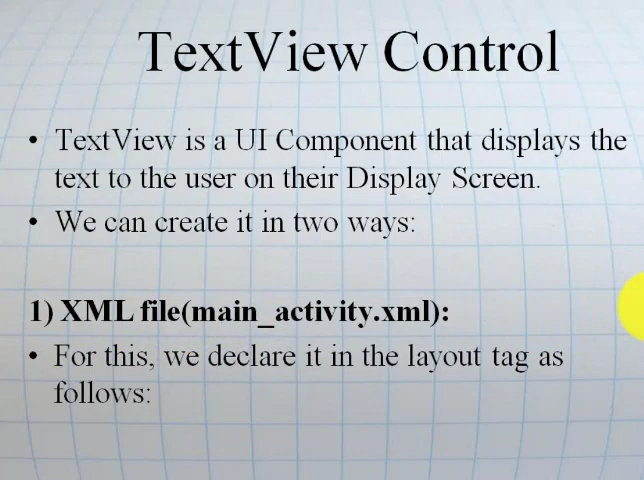 TextView Control
• TextView is a UI Component that displays the
text to the user on their Display Screen.
• We can create it in two ways:
1) XML file(main_activity.xml):
• For this, we declare it in the layout tag as
follows: